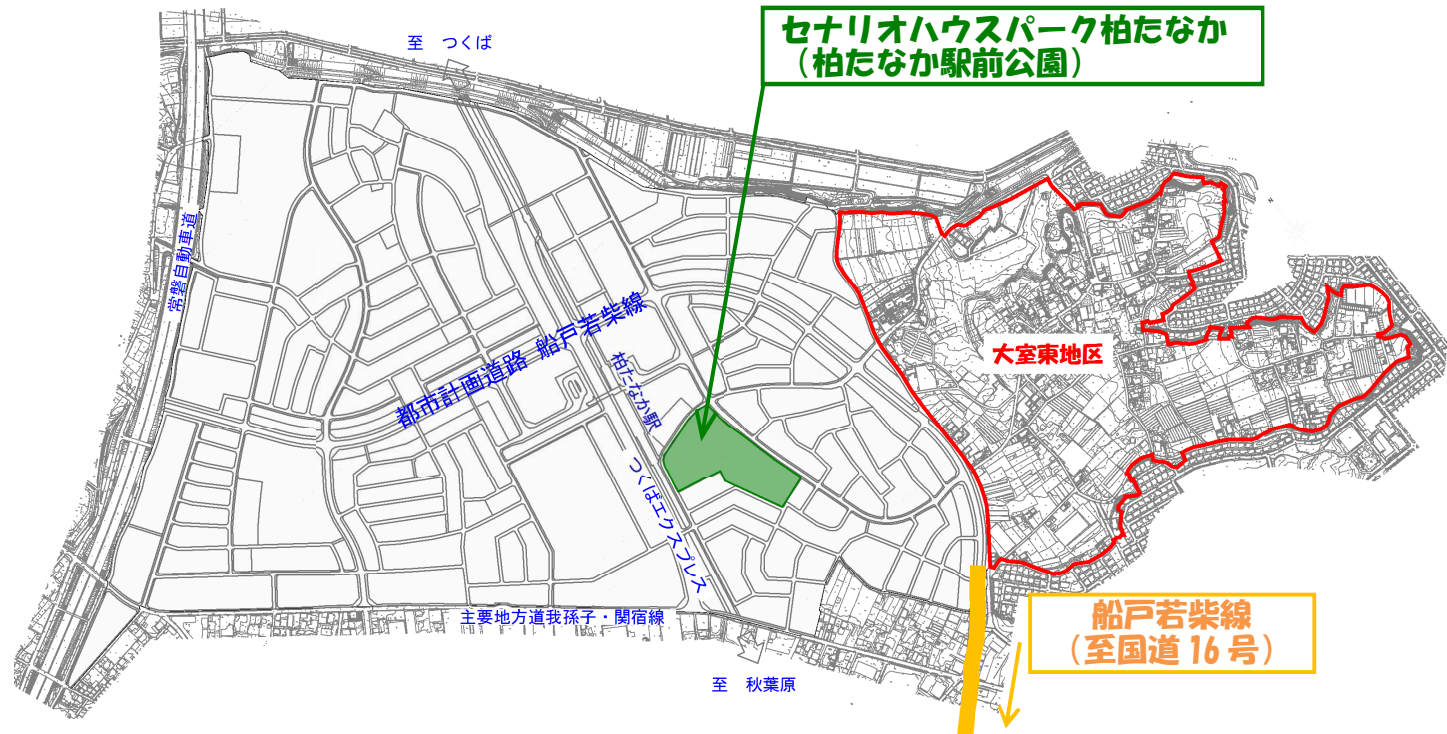 至 つくば
セナリオハウスパーク柏たなか
（柏たなか駅前公園）
常磐自動車道
都市計画道路 船戸若柴線
柏たなか駅
大室東地区
つくばエクスプレス
主要地方道我孫子・関宿線
至 秋葉原
船戸若柴線
（至国道16号）
N